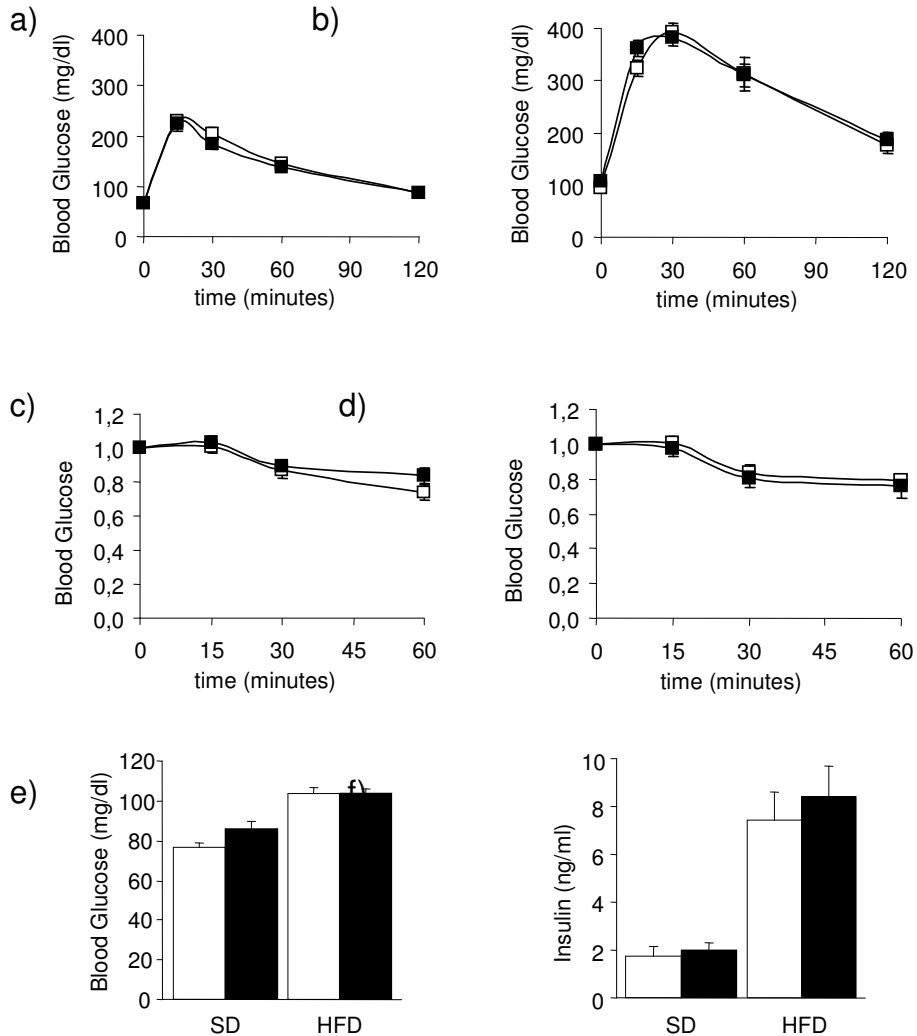 a)
Blood Glucose (mg/dl)
400
300
200
100
0
0 30 60 90 120
time (minutes)
b)
Blood Glucose (mg/dl)
400
300
200
100
0
0 30 60 90 120
time (minutes)
c)
Blood Glucose
1,2
1,0
0,8
0,6
0,4
0,2
0,0
0 15 30 45 60
time (minutes)
d)
Blood Glucose
1,2
1,0
0,8
0,6
0,4
0,2
0,0
0 15 30 45 60
time (minutes)
e)
Blood Glucose (mg/dl)
120
100
80
60
40
20
0
SD HFD
f)
Insulin (ng/ml)
10
8
6
4
2
0
SD HFD